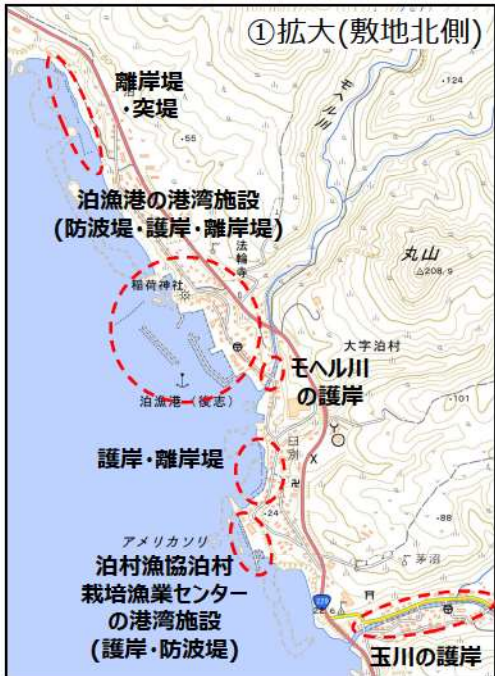 ①拡大(敷地北側)
離岸堤
・突堤
モヘル川
・124
・55
泊漁港の港湾施設
(防波堤・護岸・離岸堤)
法輪寺
丸山
△208.9
稲荷神社
大字泊村
モヘル川
の護岸
泊漁港(後志)
・101
臼別
護岸・離岸堤
・24
・88
アメリカソリ
茅沼
泊村漁協泊村
栽培漁業センター
の港湾施設
(護岸・防波堤)
229
玉川の護岸